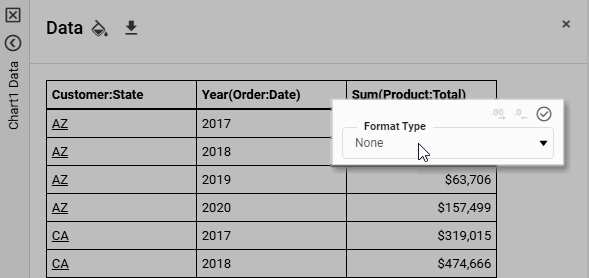 Data
Chart1 Data
Customer:State Year(Order:Date) Sum(Product:Total)
.00 .0
Format Type
None
AZ 2017
AZ 2018
AZ 2019 $63,706
AZ 2020 $157,499
CA 2017 $319,015
CA 2018 $474,666